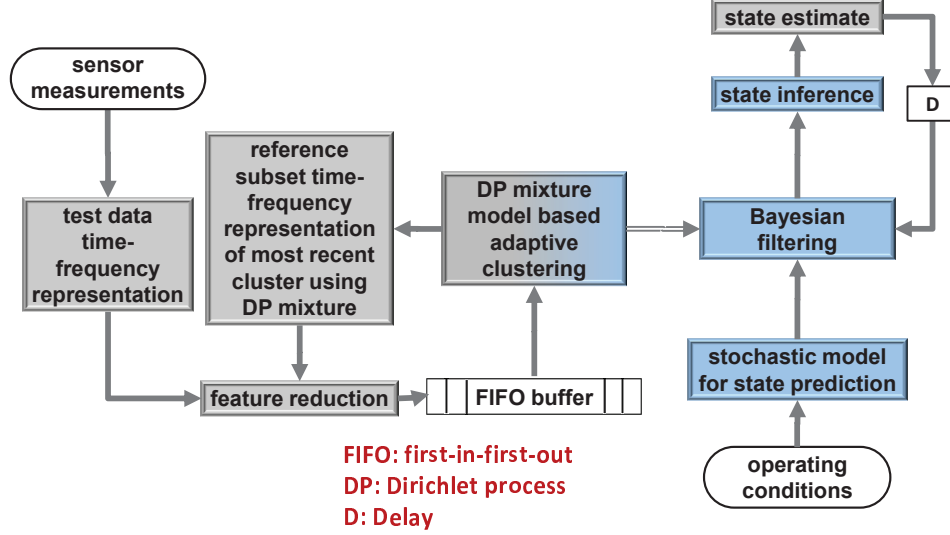 sensor
measurements
test data
time-
frequency
representation
reference
subset time-
frequency
representation
of most recent
cluster using
DP mixture
feature reduction
FIFO buffer
DP mixture
model based
adaptive
clustering
state estimate
state inference
D
Bayesian
filtering
stochastic model
for state prediction
operating
conditions
FIFO: first-in-first-out
DP: Dirichlet process
D: Delay